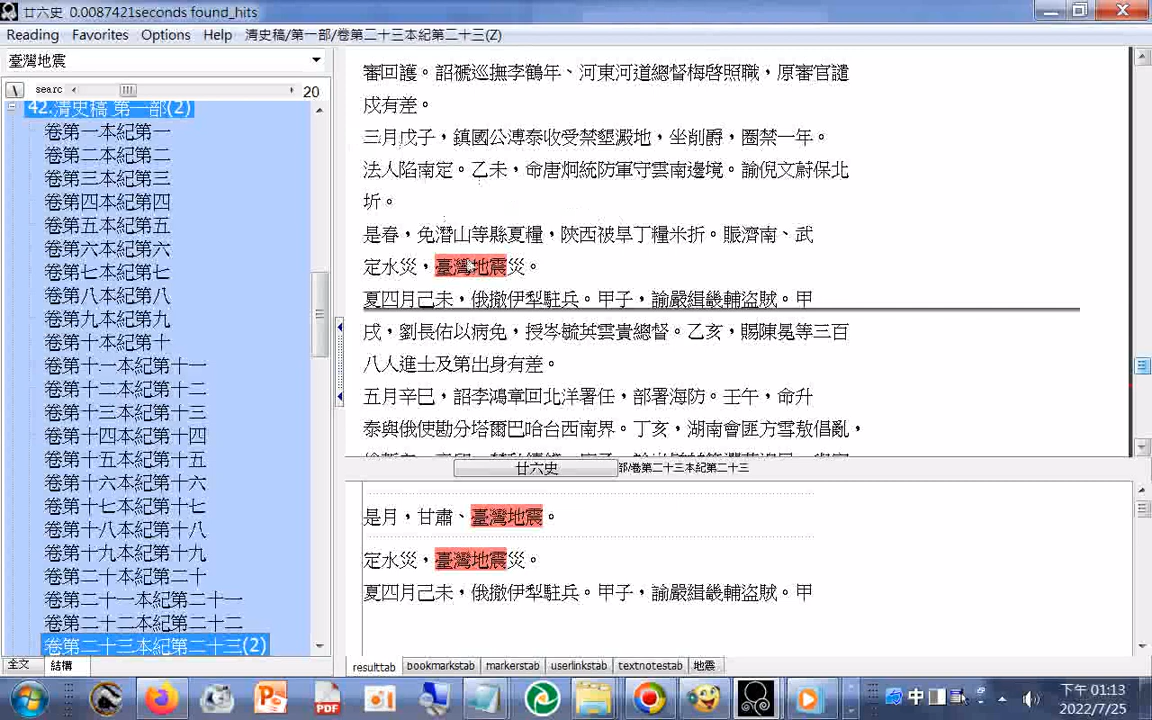 廿六史 0.0087421seconds found_hits
Reading Favorites Options Help 清史稿/第一部/卷第二十三本紀第二十三(Z)
臺灣地震
\ searc 20
42.清史稿 第一部(2)
卷第一本紀第一
卷第二本紀第二
卷第三本紀第三
卷第四本紀第四
卷第五本紀第五
卷第六本紀第六
卷第七本紀第七
卷第八本紀第八
卷第九本紀第九
卷第十本紀第十
卷第十一本紀第十一
卷第十二本紀第十二
卷第十三本紀第十三
卷第十四本紀第十四
卷第十五本紀第十五
卷第十六本紀第十六
卷第十七本紀第十七
卷第十八本紀第十八
卷第十九本紀第十九
卷第二十本紀第二十
卷第二十一本紀第二十一
卷第二十二本紀第二十二
卷第二十三本紀第二十三(2)
全文 結構
審回護。詔褫巡撫李鶴年、河東河道總督梅啓照職，原審官譴
戍有差。
三月戊子，鎮國公溥泰收受禁墾澱地，坐削爵，圈禁一年。
法人陷南定。乙未，命唐炯統防軍守雲南邊境。諭倪文蔚保北
圻。
是春，免潛山等縣夏糧，陝西被旱丁糧米折。賑濟南、武
定水災，臺灣地震災。
夏四月己未，俄撤伊犁駐兵。甲子，諭嚴緝畿輔盜賊。甲
戌，劉長佑以病免，授岑毓英雲貴總督。乙亥，賜陳冕等三百
八人進士及第出身有差。
五月辛巳，詔李鴻章回北洋署任，部署海防。壬午，命升
泰與俄使勘分塔爾巴哈台西南界。丁亥，湖南會匪方雪敖倡亂，
廿六史 部/卷第二十三本紀第二十三
是月，甘肅、臺灣地震。
定水災，臺灣地震災。
夏四月己未，俄撤伊犁駐兵。甲子，諭嚴緝畿輔盜賊。甲
resulttab bookmarkstab markerstab userlinkstab textnotestab 地震
中 下午 01:13
2022/7/25